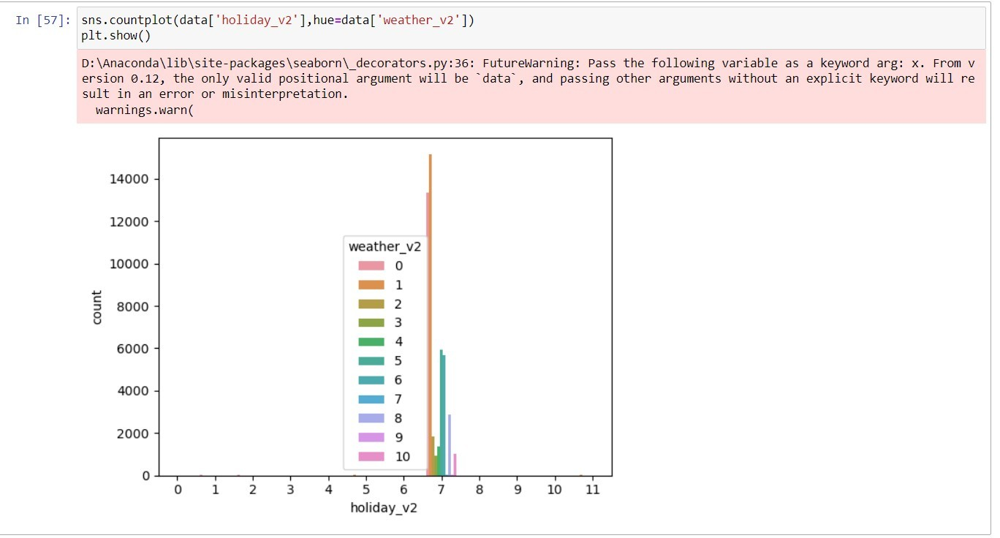 In [57]: sns.countplot(data['holiday_v2'],hue=data['weather_v2'])
plt.show()
D:\Anaconda\lib\site-packages\seaborn\_decorators.py:36: FutureWarning: Pass the following variable as a keyword arg: x. From v
ersion 0.12, the only valid positional argument will be `data`, and passing other arguments without an explicit keyword will re
sult in an error or misinterpretation.
  warnings.warn(
14000
12000
10000
8000
6000
4000
2000
0
count
weather_v2
0
1
2
3
4
5
6
7
8
9
10
0 1 2 3 4 5 6 7 8 9 10 11
holiday_v2